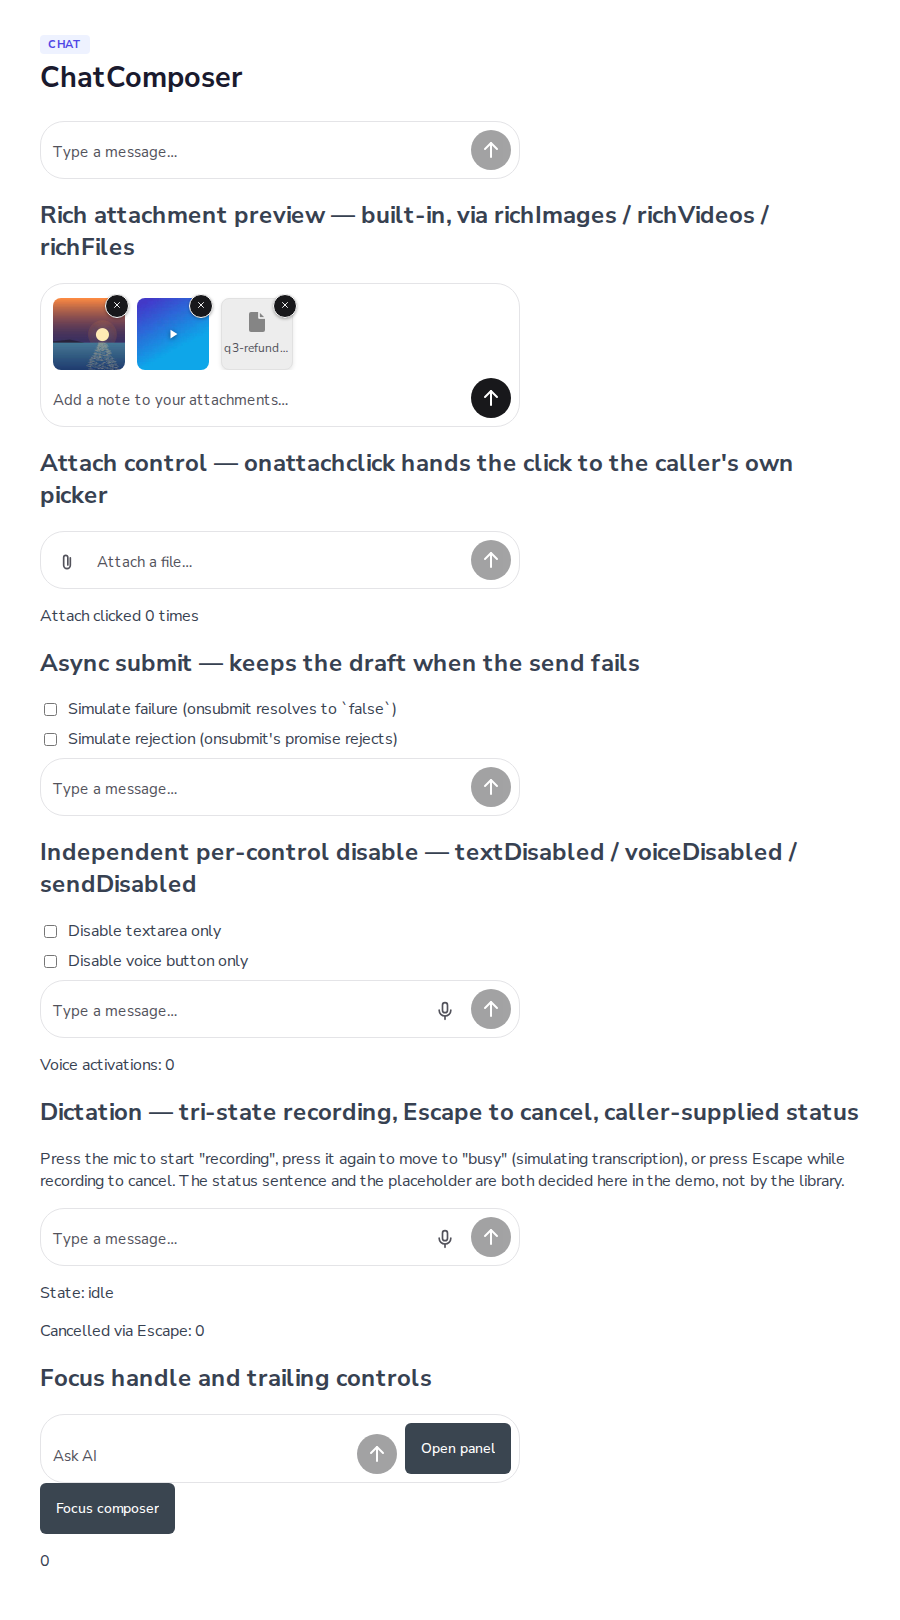 CHAT
ChatComposer
Type a message...
Rich attachment preview — built-in, via richImages / richVideos /
richFiles
q3-refund...
Add a note to your attachments...
Attach control — onattachclick hands the click to the caller's own
picker
Attach a file...
Attach clicked 0 times
Async submit — keeps the draft when the send fails
Simulate failure (onsubmit resolves to `false`)
Simulate rejection (onsubmit's promise rejects)
Type a message...
Independent per-control disable — textDisabled / voiceDisabled /
sendDisabled
Disable textarea only
Disable voice button only
Type a message...
Voice activations: 0
Dictation — tri-state recording, Escape to cancel, caller-supplied status
Press the mic to start "recording", press it again to move to "busy" (simulating transcription), or press Escape while
recording to cancel. The status sentence and the placeholder are both decided here in the demo, not by the library.
Type a message...
State: idle
Cancelled via Escape: 0
Focus handle and trailing controls
Ask AI
Open panel
Focus composer
0